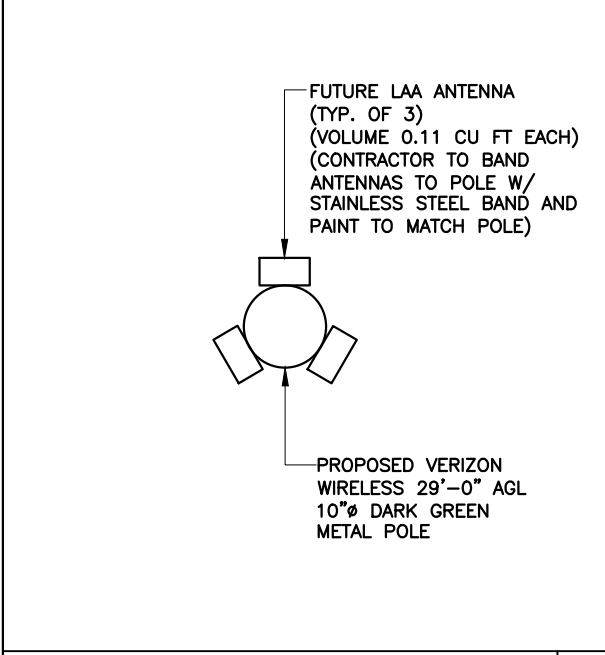 FUTURE LAA ANTENNA
(TYP. OF 3)
(VOLUME 0.11 CU FT EACH)
(CONTRACTOR TO BAND
ANTENNAS TO POLE W/
STAINLESS STEEL BAND AND
PAINT TO MATCH POLE)
PROPOSED VERIZON
WIRELESS 29'-0" AGL
10"ø DARK GREEN
METAL POLE